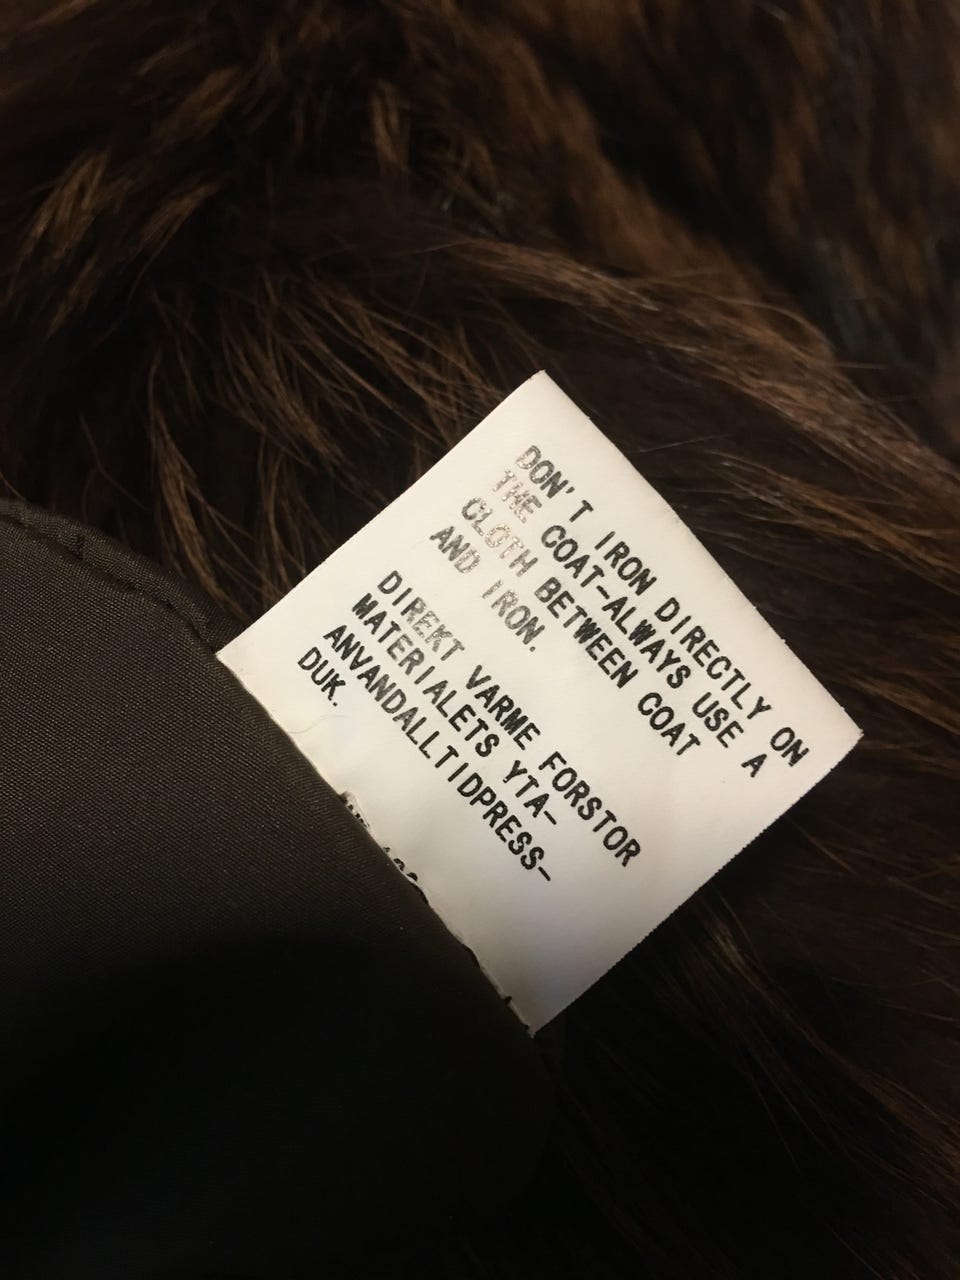 DON'T IRON DIRECTLY ON
THE COAT-ALWAYS USE A
CLOTH BETWEEN COAT
AND IRON.
DIREKT VARME FORSTOR
MATERIALETS YTA-
ANVANDALLTIDPRESS-
DUK.